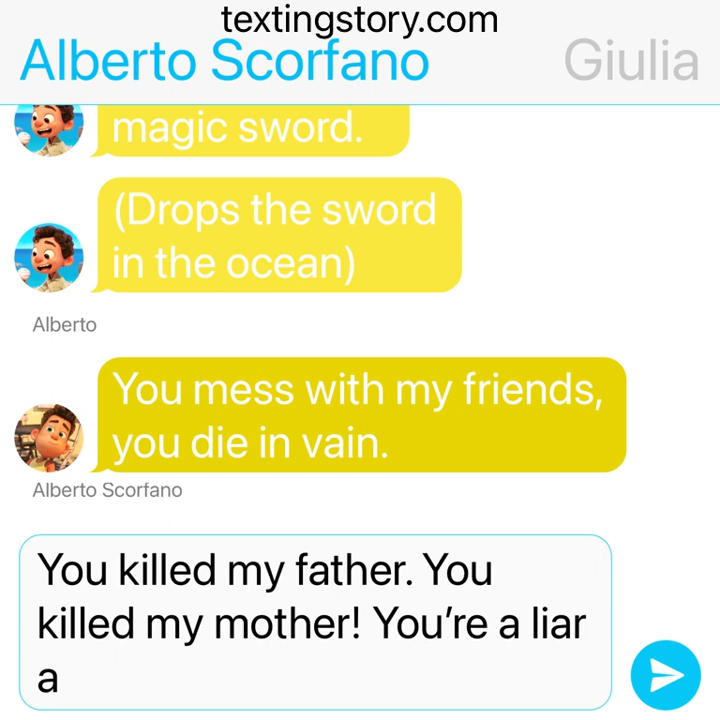 textingstory.com
Alberto Scorfano Giulia
magic sword.
(Drops the sword
in the ocean)
Alberto
You mess with my friends,
you die in vain.
Alberto Scorfano
You killed my father. You
killed my mother! You’re a liar
a